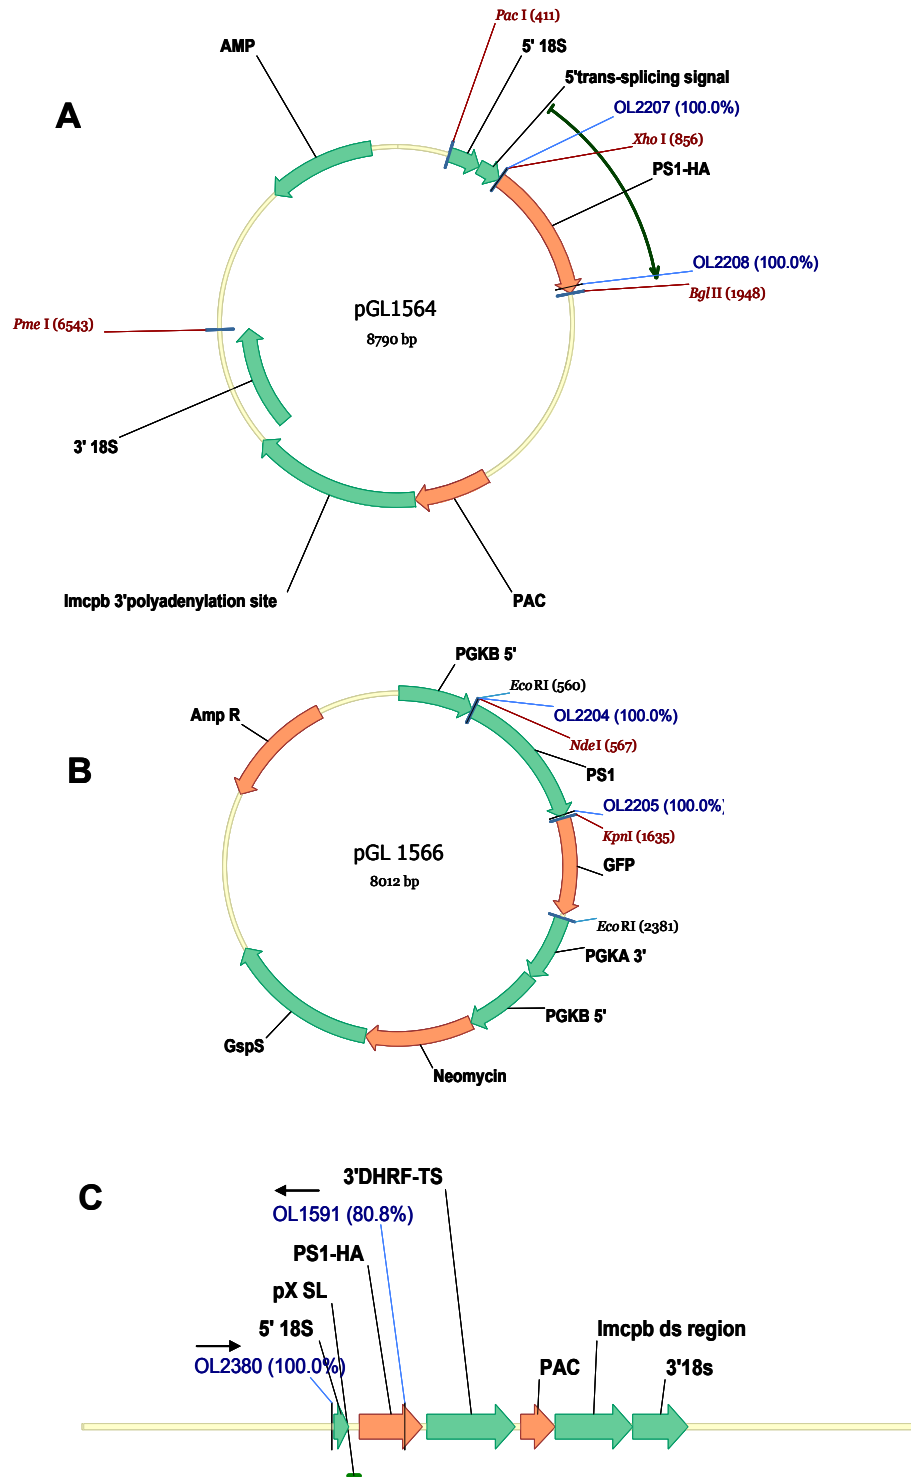 Pac I (411)
AMP
5' 18S
5'trans-splicing signal
A
OL2207 (100.0%)
Xho I (856)
PS1-HA
OL2208 (100.0%)
Bgl II (1948)
pGL1564
8790 bp
Pme I (6543)
3' 18S
lmcpb 3'polyadenylation site
PAC
PGKB 5'
EcoRI (560)
Amp R
OL2204 (100.0%)
NdeI (567)
B
PS1
OL2205 (100.0%)
KpnI (1635)
pGL 1566
8012 bp
GFP
EcoRI (2381)
PGKA 3'
PGKB 5'
GspS
Neomycin
C
3'DHRF-TS
OL1591 (80.8%)
PS1-HA
pX SL
5' 18S
lmcpb ds region
OL2380 (100.0%)
PAC
3'18s